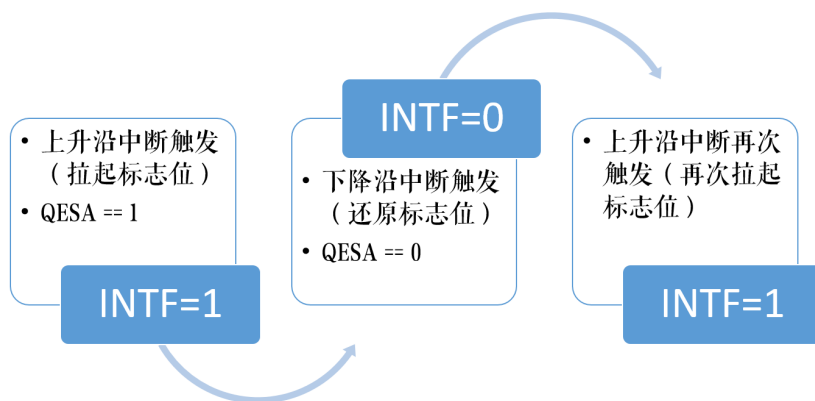 • 上升沿中断触发
（拉起标志位）
• QESA == 1
INTF=1
INTF=0
• 下降沿中断触发
（还原标志位）
• QESA == 0
• 上升沿中断再次
触发（再次拉起
标志位）
INTF=1